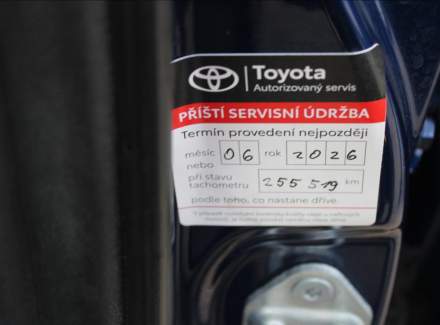 Toyota
Autorizovaný servis
PŘÍŠTÍ SERVISNÍ ÚDRŽBA
Termín provedení nejpozději
měsíc 06 rok 2026
nebo
při stavu
tachometru 255 519 km
podle toho, co nastane dříve.